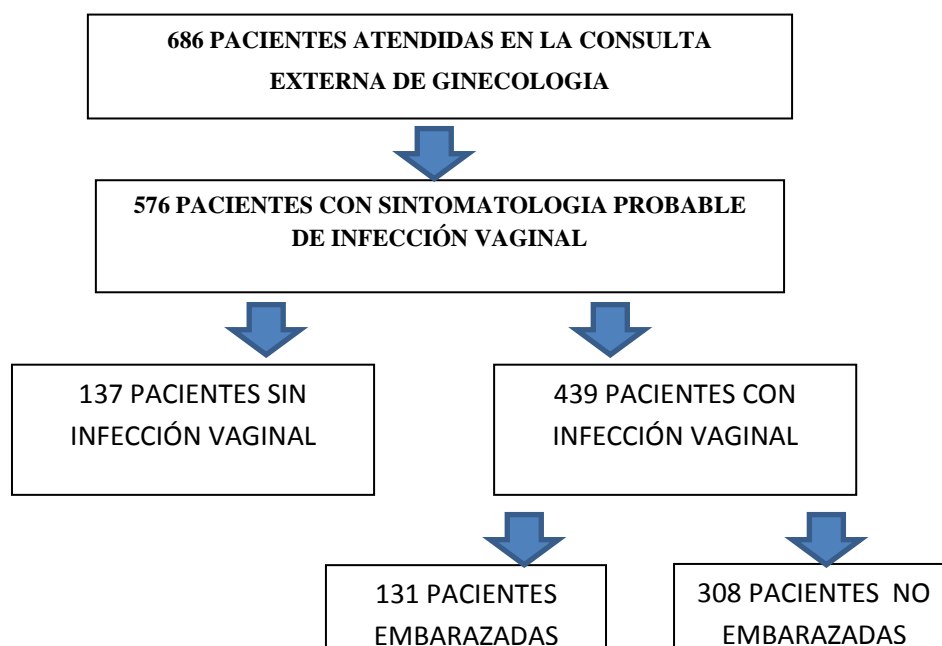 686 PACIENTES ATENDIDAS EN LA CONSULTA
EXTERNA DE GINECOLOGIA
576 PACIENTES CON SINTOMATOLOGIA PROBABLE
DE INFECCIÓN VAGINAL
137 PACIENTES SIN
INFECCIÓN VAGINAL
439 PACIENTES CON
INFECCIÓN VAGINAL
131 PACIENTES
EMBARAZADAS
308 PACIENTES NO
EMBARAZADAS